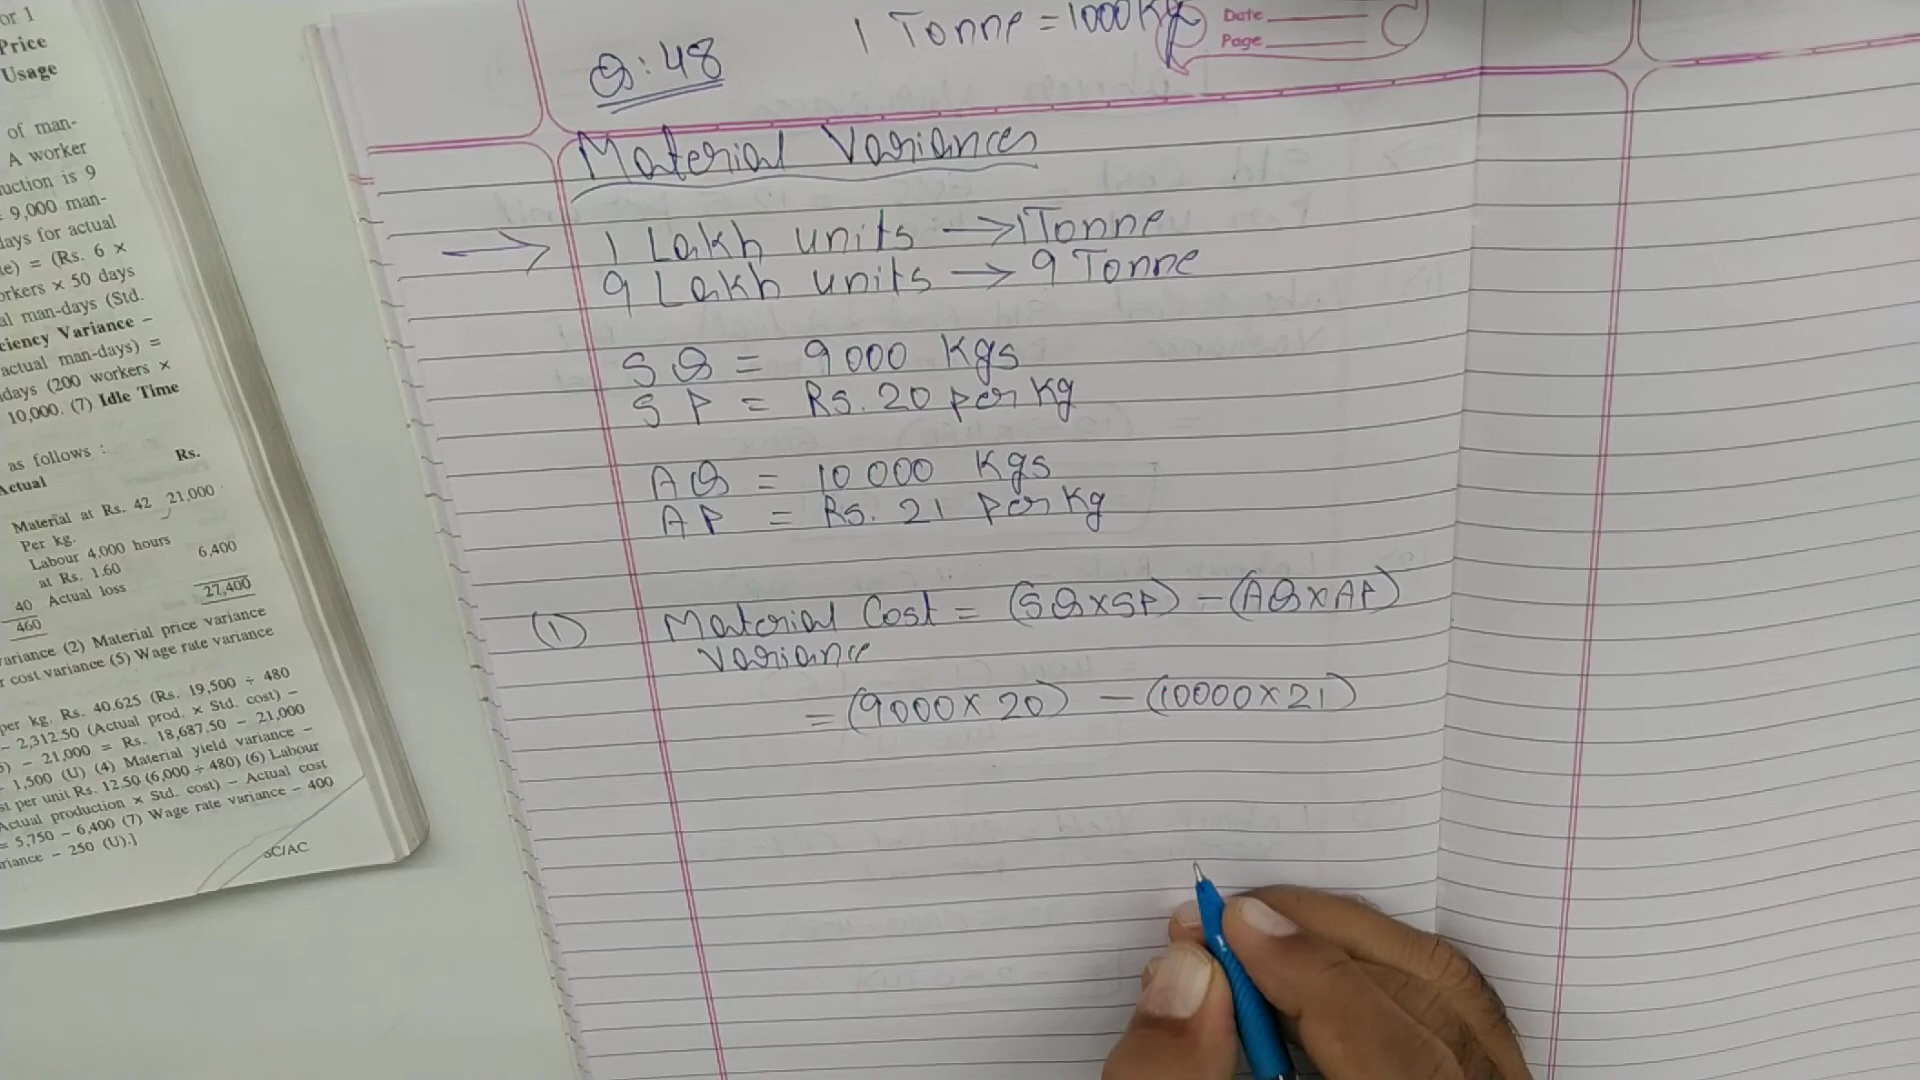 or 1
Price
Usage
of man-
A worker
uction is 9
9,000 man-
days for actual
te) = (Rs. 6 ×
orkers × 50 days
al man-days (Std.
ciency Variance –
actual man-days) =
days (200 workers ×
10,000. (7) Idle Time
as follows :
Rs.
Actual
Material at Rs. 42 21,000
Per kg.
Labour 4,000 hours
at Rs. 1.60 6,400
40 Actual loss
460 27,400
variance (2) Material price variance
r cost variance (5) Wage rate variance
per kg. Rs. 40.625 (Rs. 19,500 ÷ 480
– 2,312.50 (Actual prod. × Std. cost) –
) – 21,000 = Rs. 18,687.50 – 21,000
– 1,500 (U) (4) Material yield variance –
st per unit Rs. 12.50 (6,000 ÷ 480) (6) Labour
Actual production × Std. cost) – Actual cost
= 5,750 – 6,400 (7) Wage rate variance – 400
riance – 250 (U).]
SC/AC
1 Tonne = 1000 Kg
Date
Page
Q:48
Material Variances
→ 1 Lakh units → 1 Tonne
9 Lakh units → 9 Tonne
SQ = 9000 Kgs
SP = Rs. 20 per Kg
AQ = 10000 Kgs
AP = Rs. 21 per Kg
(1) Material Cost = (SQ×SP) – (AQ×AP)
Variance
= (9000×20) – (10000×21)